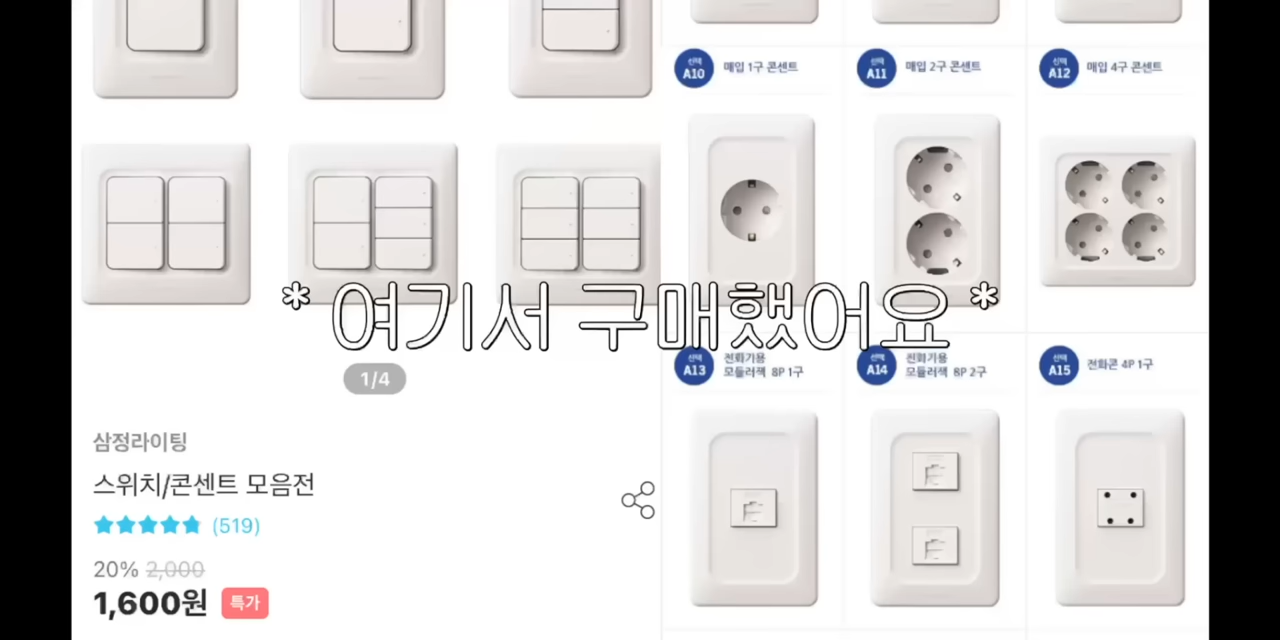 선택
A10
매입 1구 콘센트
선택
A11
매입 2구 콘센트
선택
A12
매입 4구 콘센트
* 여기서 구매했어요 *
선택
A13
전화기용
모듈러잭 8P 1구
선택
A14
전화기용
모듈러잭 8P 2구
선택
A15
전화콘 4P 1구
1/4
삼정라이팅
스위치/콘센트 모음전
(519)
20% 2,000
1,600원 특가